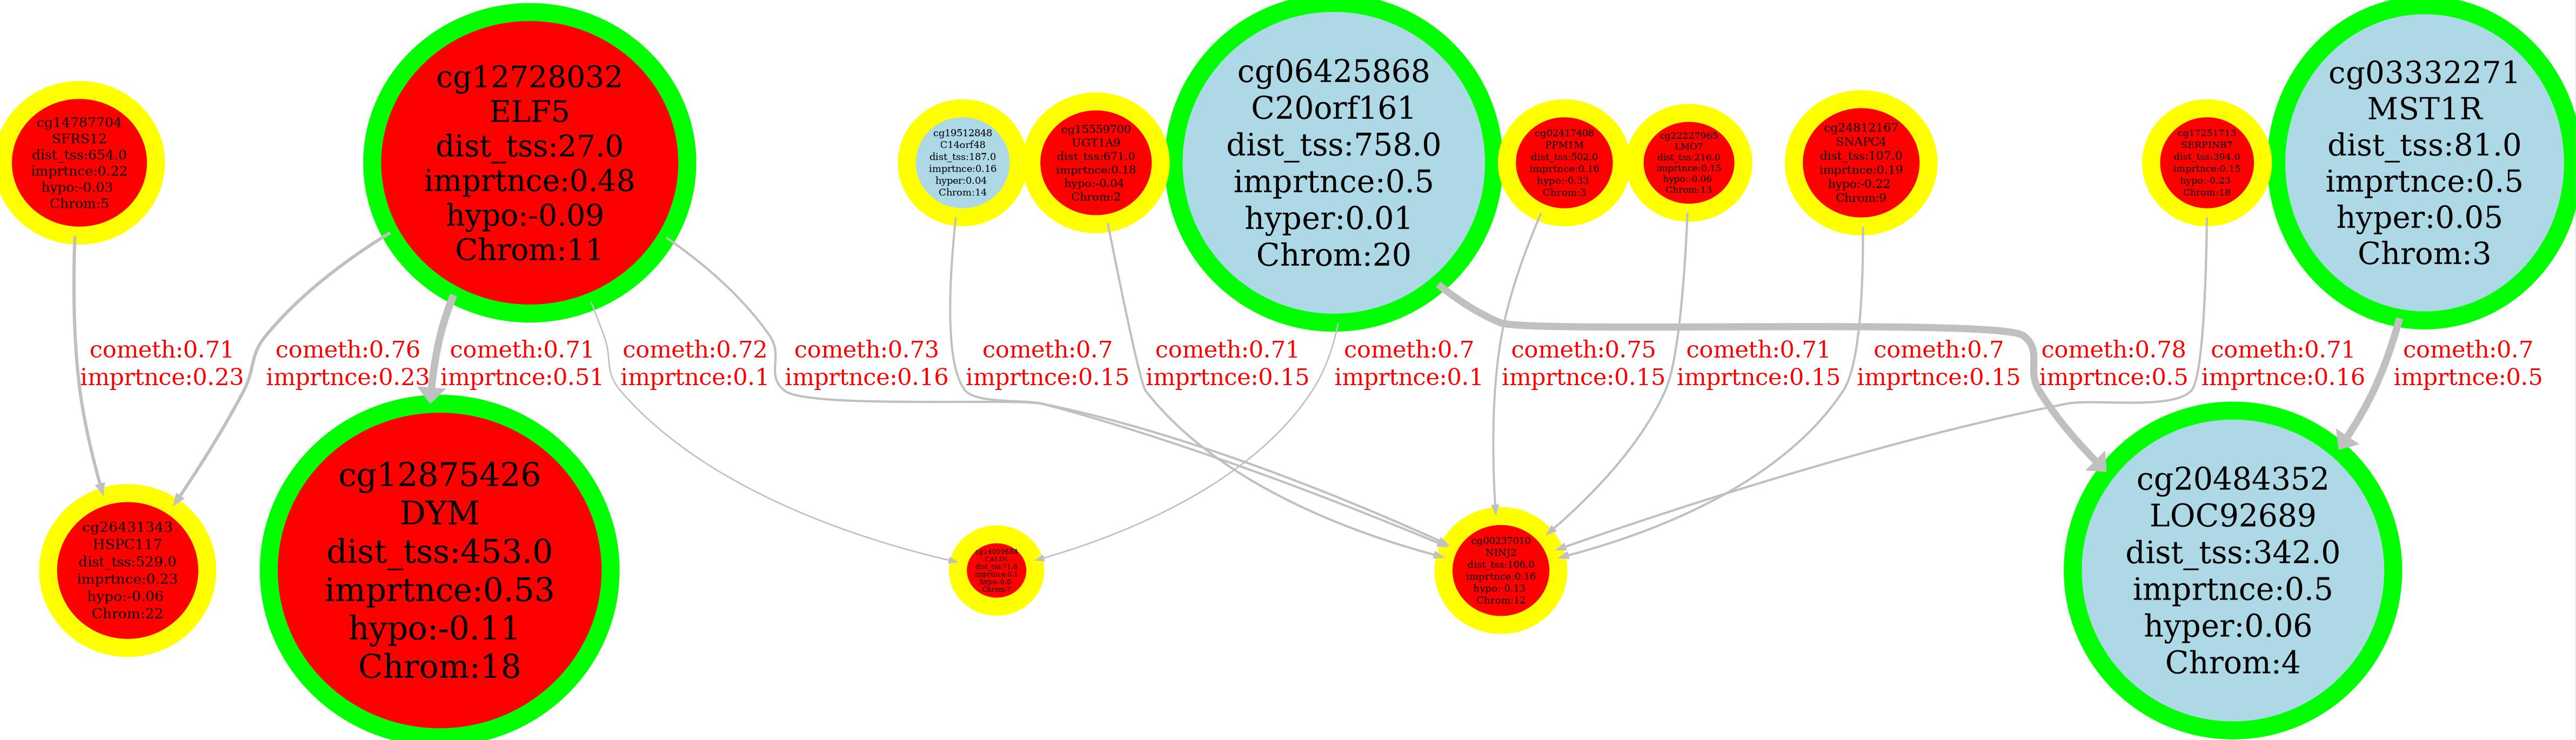 cg14787704
SFRS12
dist_tss:654.0
imprtnce:0.22
hypo:-0.03
Chrom:5
cg12728032
ELF5
dist_tss:27.0
imprtnce:0.48
hypo:-0.09
Chrom:11
cg19512848
C14orf48
dist_tss:187.0
imprtnce:0.16
hyper:0.04
Chrom:14
cg15559700
UGT1A9
dist_tss:671.0
imprtnce:0.18
hypo:-0.04
Chrom:2
cg06425868
C20orf161
dist_tss:758.0
imprtnce:0.5
hyper:0.01
Chrom:20
cg02417408
PPM1M
dist_tss:502.0
imprtnce:0.16
hypo:-0.33
Chrom:3
cg22227965
LMO7
dist_tss:216.0
imprtnce:0.15
hypo:-0.06
Chrom:13
cg24812167
SNAPC4
dist_tss:107.0
imprtnce:0.19
hypo:-0.22
Chrom:9
cg17251713
SERPINB7
dist_tss:394.0
imprtnce:0.15
hypo:-0.23
Chrom:18
cg03332271
MST1R
dist_tss:81.0
imprtnce:0.5
hyper:0.05
Chrom:3
cometh:0.71
imprtnce:0.23
cometh:0.76
imprtnce:0.23
cometh:0.71
imprtnce:0.51
cometh:0.72
imprtnce:0.1
cometh:0.73
imprtnce:0.16
cometh:0.7
imprtnce:0.15
cometh:0.71
imprtnce:0.15
cometh:0.7
imprtnce:0.1
cometh:0.75
imprtnce:0.15
cometh:0.71
imprtnce:0.15
cometh:0.7
imprtnce:0.15
cometh:0.78
imprtnce:0.5
cometh:0.71
imprtnce:0.16
cometh:0.7
imprtnce:0.5
cg26431343
HSPC117
dist_tss:529.0
imprtnce:0.23
hypo:-0.06
Chrom:22
cg12875426
DYM
dist_tss:453.0
imprtnce:0.53
hypo:-0.11
Chrom:18
dist_tss:71.0
imprtnce:0.1
hypo:-0.0
cg00237010
NINJ2
dist_tss:106.0
imprtnce:0.16
hypo:-0.13
Chrom:12
cg20484352
LOC92689
dist_tss:342.0
imprtnce:0.5
hyper:0.06
Chrom:4